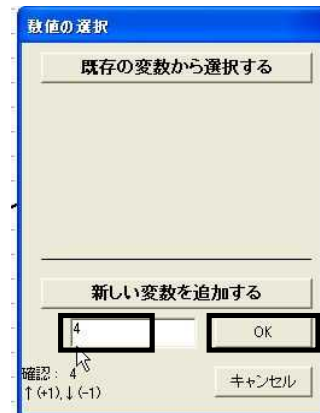 数値の選択
既存の変数から選択する
新しい変数を追加する
4 OK
確認： 4
↑(+1),↓(-1)
キャンセル